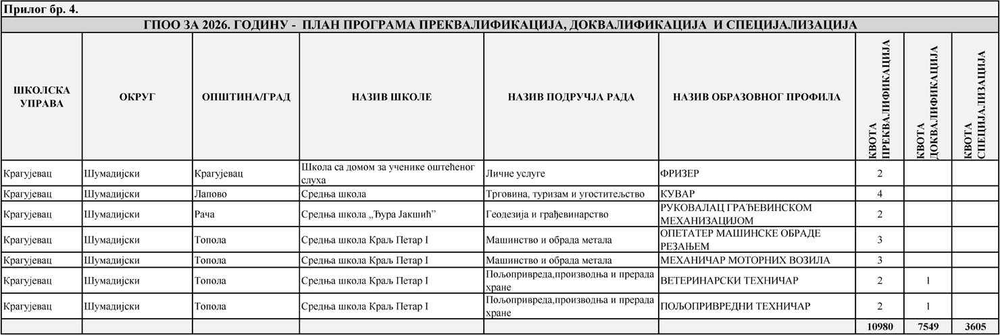 Прилог бр. 4.
ГПОО ЗА 2026. ГОДИНУ - ПЛАН ПРОГРАМА ПРЕКВАЛИФИКАЦИЈА, ДОКВАЛИФИКАЦИЈА И СПЕЦИЈАЛИЗАЦИЈА
ШКОЛСКА
УПРАВА
ОКРУГ
ОПШТИНА/ГРАД
НАЗИВ ШКОЛЕ
НАЗИВ ПОДРУЧЈА РАДА
НАЗИВ ОБРАЗОВНОГ ПРОФИЛА
КВОТА
ПРЕКВАЛИФИКАЦИЈА
КВОТА
ДОКВАЛИФИКАЦИЈА
КВОТА
СПЕЦИЈАЛИЗАЦИЈА
Крагујевац Шумадијски Крагујевац Школа са домом за ученике оштећеног
слуха
Личне услуге ФРИЗЕР 2
Крагујевац Шумадијски Лапово Средња школа Трговина, туризам и угоститељство КУВАР 4
Крагујевац Шумадијски Рача Средња школа „Ђура Јакшић” Геодезија и грађевинарство РУКОВАЛАЦ ГРАЂЕВИНСКОМ
МЕХАНИЗАЦИЈОМ
2
Крагујевац Шумадијски Топола Средња школа Краљ Петар I Машинство и обрада метала ОПЕТАТЕР МАШИНСКЕ ОБРАДЕ
РЕЗАЊЕМ
3
Крагујевац Шумадијски Топола Средња школа Краљ Петар I Машинство и обрада метала МЕХАНИЧАР МОТОРНИХ ВОЗИЛА 3
Крагујевац Шумадијски Топола Средња школа Краљ Петар I Пољопривреда,производња и прерада
хране
ВЕТЕРИНАРСКИ ТЕХНИЧАР 2 1
Крагујевац Шумадијски Топола Средња школа Краљ Петар I Пољопривреда,производња и прерада
хране
ПОЉОПРИВРЕДНИ ТЕХНИЧАР 2 1
10980 7549 3605